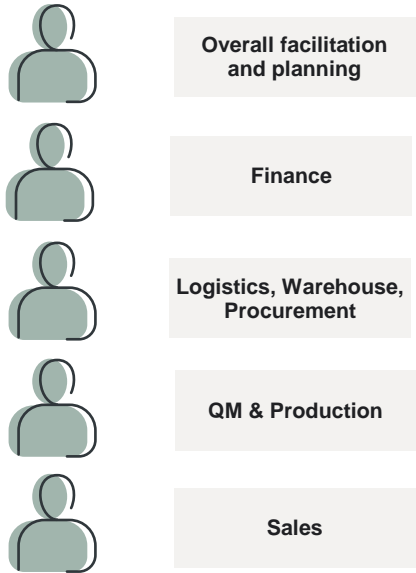 Overall facilitation
and planning
Finance
Logistics, Warehouse,
Procurement
QM & Production
Sales